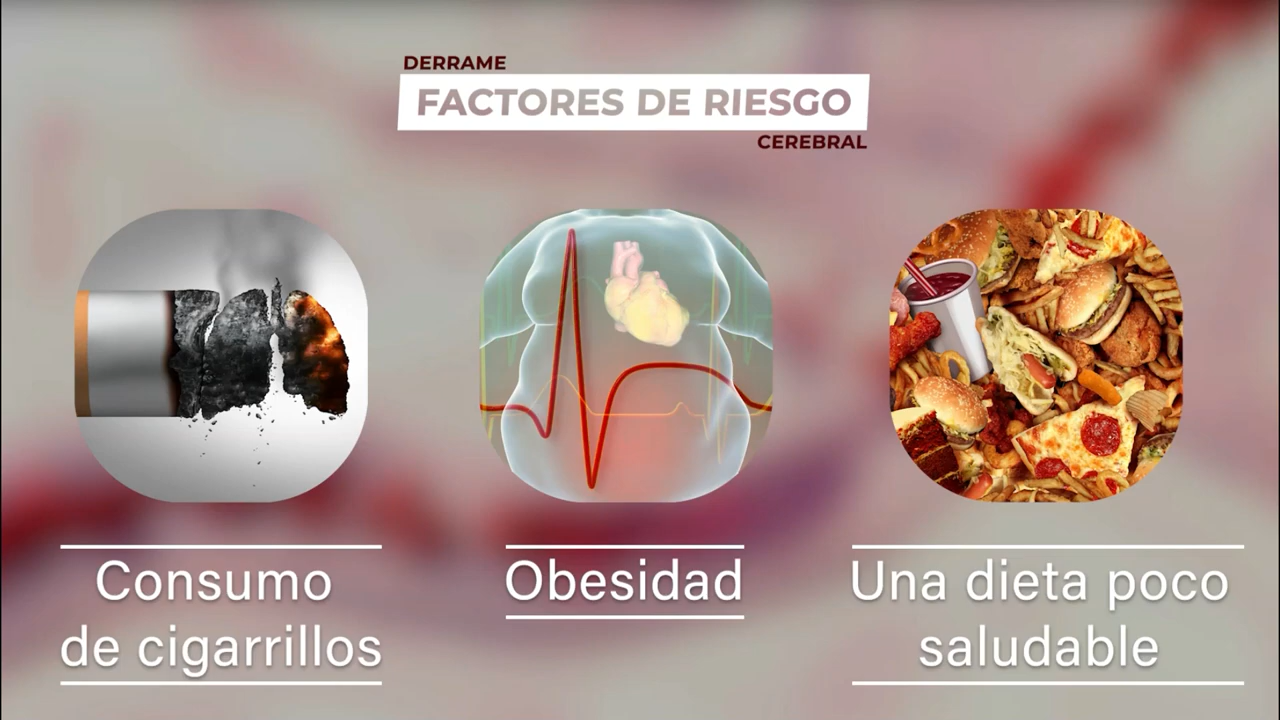 DERRAME
FACTORES DE RIESGO
CEREBRAL
Consumo
de cigarrillos
Obesidad
Una dieta poco
saludable